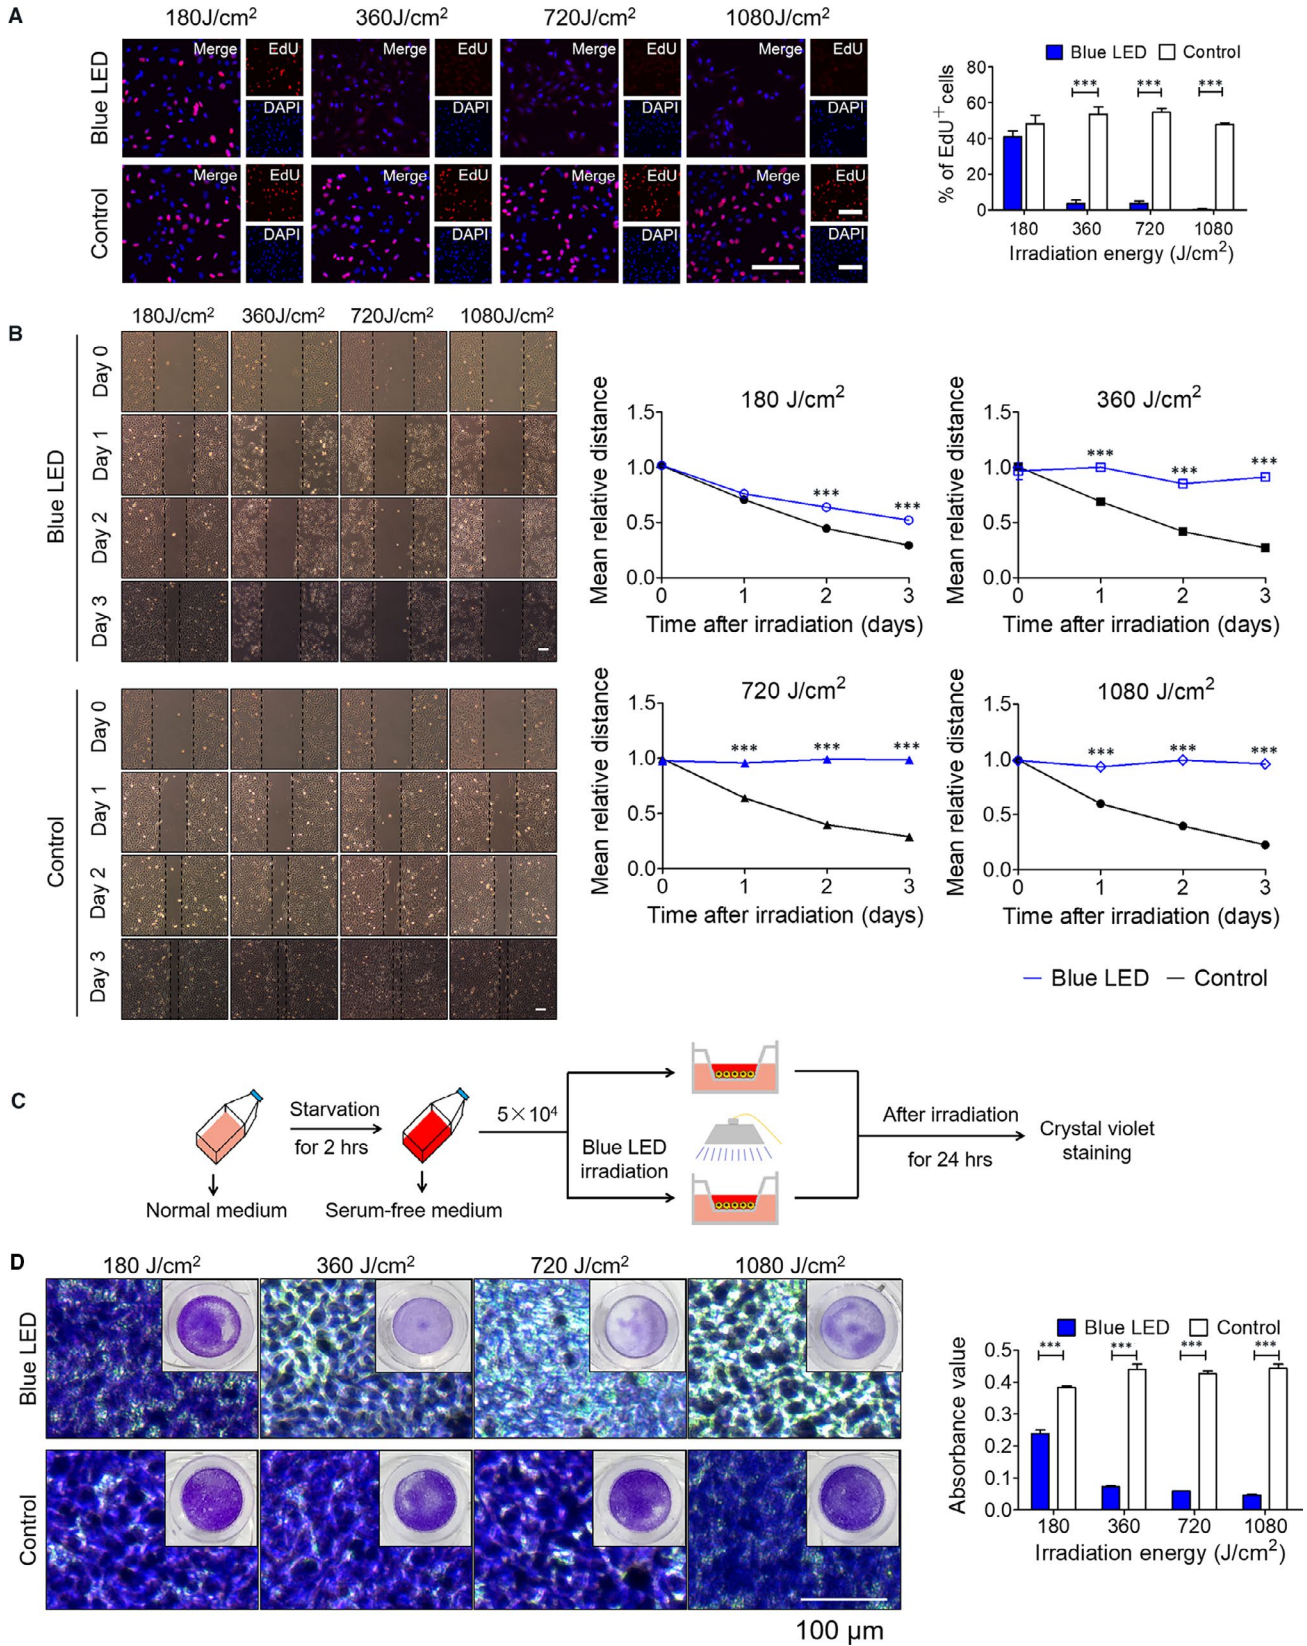 A
180J/cm² 360J/cm² 720J/cm² 1080J/cm²
Blue LED
Merge EdU Merge EdU Merge EdU Merge EdU
DAPI DAPI DAPI DAPI
Control
Merge EdU Merge EdU Merge EdU Merge EdU
DAPI DAPI DAPI DAPI
Blue LED Control
% of EdU⁺ cells
80
60
40
20
0
*** *** ***
180 360 720 1080
Irradiation energy (J/cm²)
B
180J/cm² 360J/cm² 720J/cm² 1080J/cm²
Blue LED
Day 0
Day 1
Day 2
Day 3
Control
Day 0
Day 1
Day 2
Day 3
180 J/cm²
Mean relative distance
1.5
1.0
0.5
0.0
*** ***
0 1 2 3
Time after irradiation (days)
360 J/cm²
Mean relative distance
1.5
1.0
0.5
0.0
*** *** ***
0 1 2 3
Time after irradiation (days)
720 J/cm²
Mean relative distance
1.5
1.0
0.5
0.0
*** *** ***
0 1 2 3
Time after irradiation (days)
1080 J/cm²
Mean relative distance
1.5
1.0
0.5
0.0
*** *** ***
0 1 2 3
Time after irradiation (days)
Blue LED Control
C
Starvation
for 2 hrs
Normal medium
Serum-free medium
5×10⁴
Blue LED
irradiation
After irradiation
for 24 hrs
Crystal violet
staining
D
180 J/cm² 360 J/cm² 720 J/cm² 1080 J/cm²
Blue LED
Control
100 µm
Blue LED Control
Absorbance value
0.5
0.4
0.3
0.2
0.1
0.0
*** *** *** ***
180 360 720 1080
Irradiation energy (J/cm²)